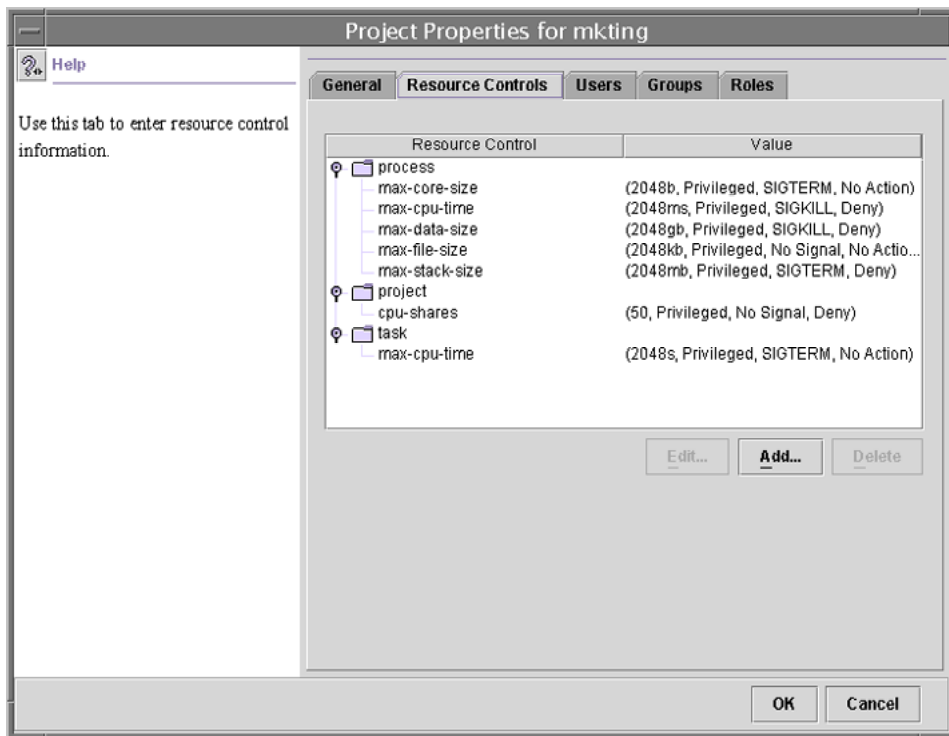 Project Properties for mkting
Help
Use this tab to enter resource control
information.
General Resource Controls Users Groups Roles
Resource Control Value
process
max-core-size (2048b, Privileged, SIGTERM, No Action)
max-cpu-time (2048ms, Privileged, SIGKILL, Deny)
max-data-size (2048gb, Privileged, SIGKILL, Deny)
max-file-size (2048kb, Privileged, No Signal, No Actio...
max-stack-size (2048mb, Privileged, SIGTERM, Deny)
project
cpu-shares (50, Privileged, No Signal, Deny)
task
max-cpu-time (2048s, Privileged, SIGTERM, No Action)
Edit... Add... Delete
OK Cancel